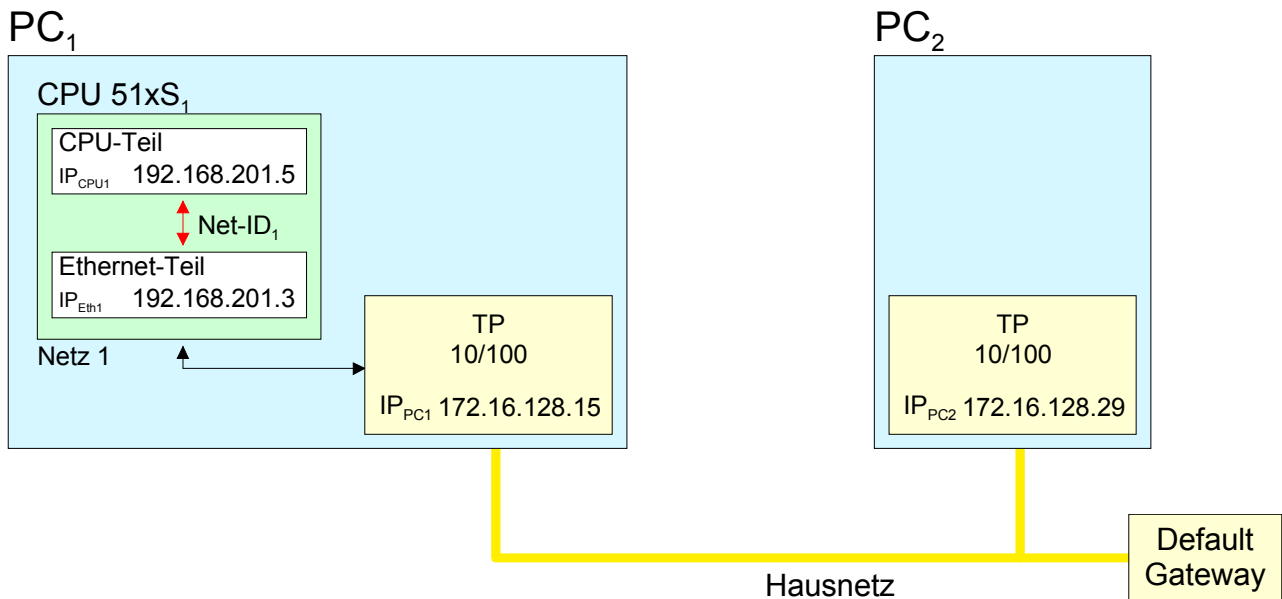 PC1
PC2
CPU 51xS1
CPU-Teil
IPCPU1 192.168.201.5
Net-ID1
Ethernet-Teil
IPEth1 192.168.201.3
Netz 1
TP
10/100
IPPC1 172.16.128.15
TP
10/100
IPPC2 172.16.128.29
Hausnetz
Default
Gateway